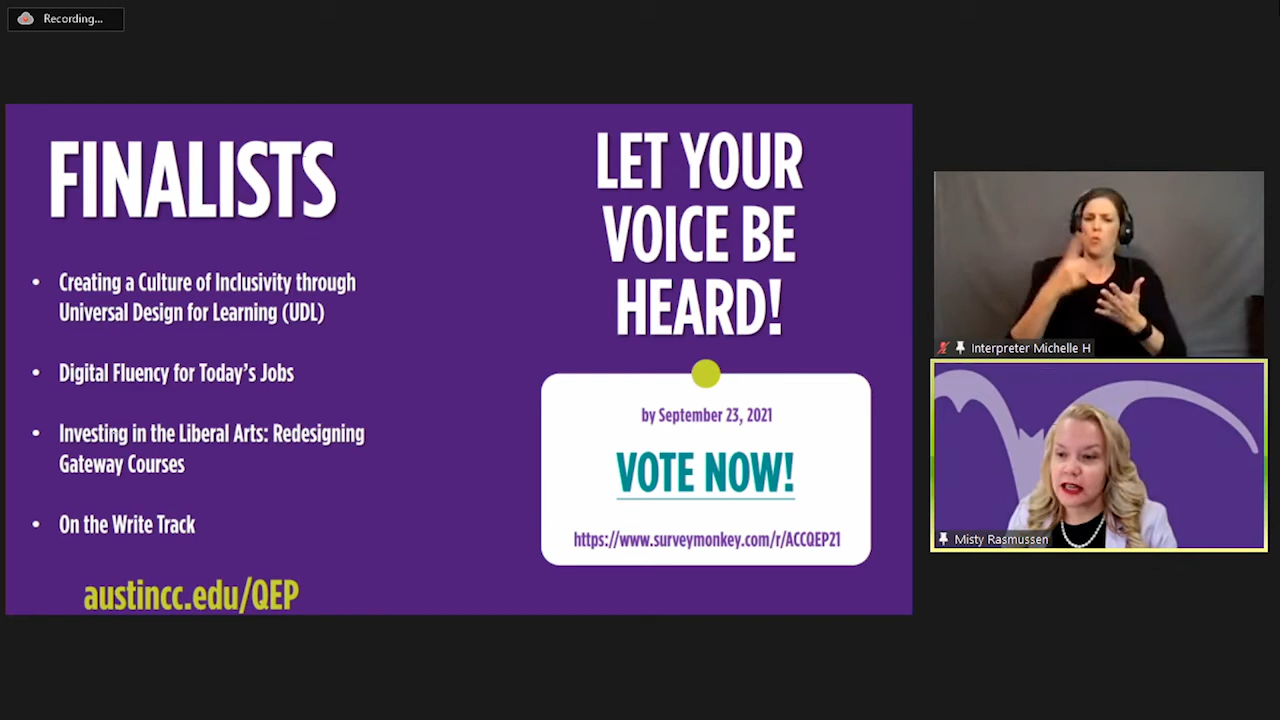 Recording...
FINALISTS
• Creating a Culture of Inclusivity through
Universal Design for Learning (UDL)
• Digital Fluency for Today's Jobs
• Investing in the Liberal Arts: Redesigning
Gateway Courses
• On the Write Track
austincc.edu/QEP
LET YOUR
VOICE BE
HEARD!
by September 23, 2021
VOTE NOW!
https://www.surveymonkey.com/r/ACCQEP21
Interpreter Michelle H
Misty Rasmussen